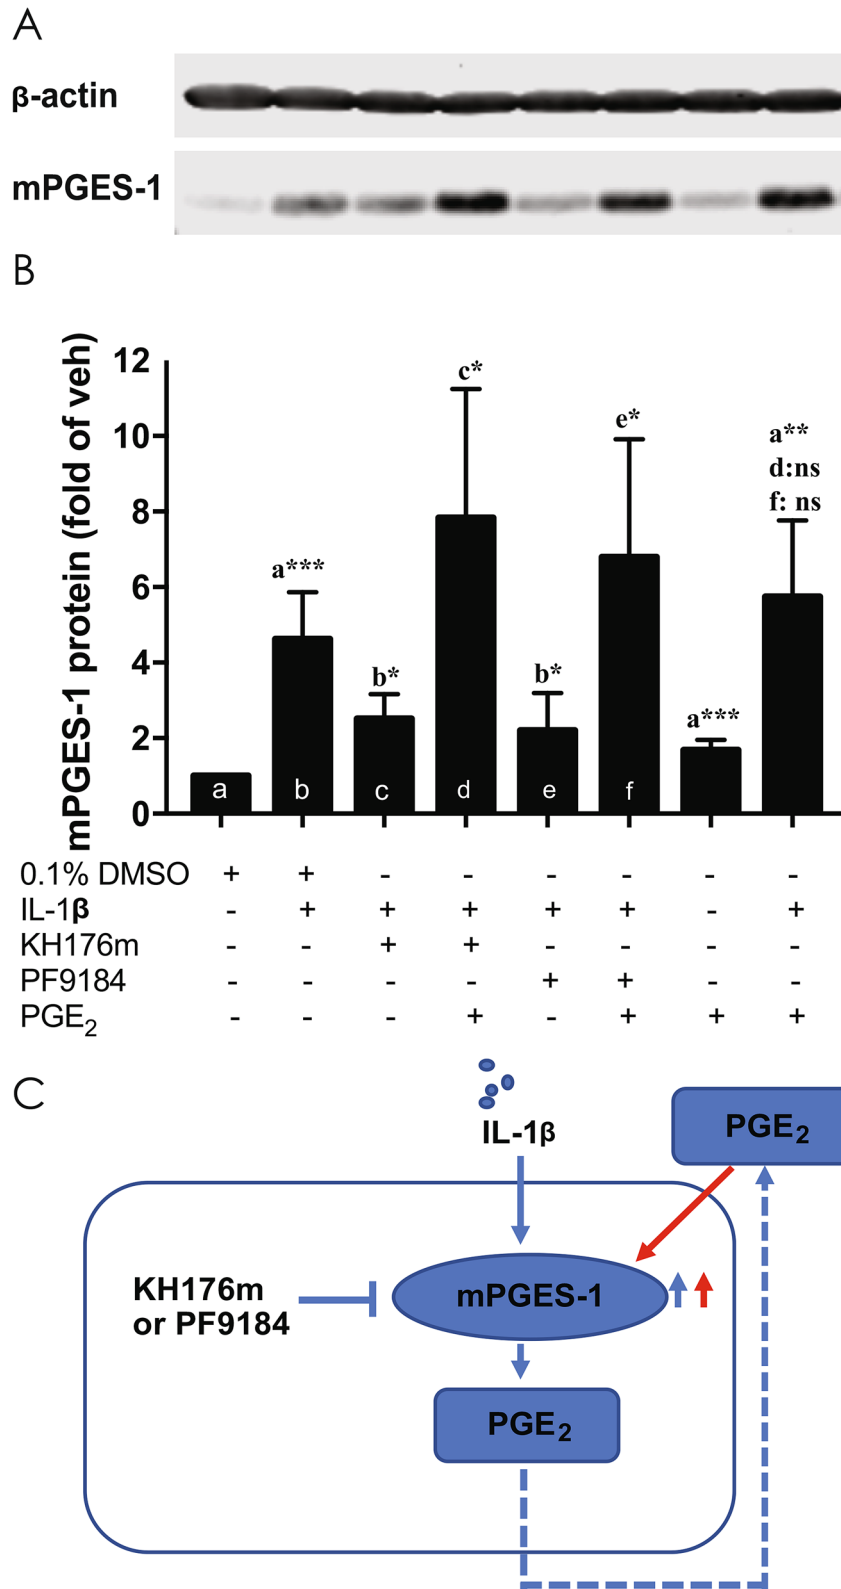 A
β-actin
mPGES-1
B
mPGES-1 protein (fold of veh)
12
10
8
6
4
2
0
a***
b*
c*
b*
e*
a***
a**
d:ns
f: ns
a b c d e f
0.1% DMSO + + - - - - - -
IL-1β - + + + + + - +
KH176m - - + + - - - -
PF9184 - - - - + + - -
PGE2 - - - + - + + +
C
IL-1β
PGE2
KH176m
or PF9184
mPGES-1
PGE2